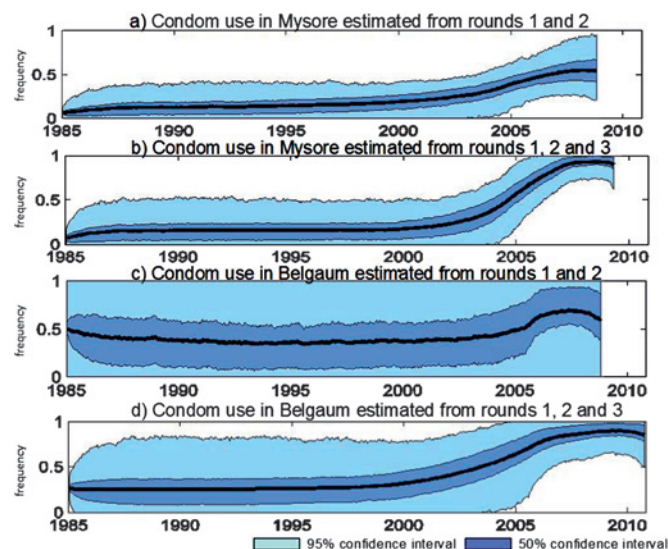 a) Condom use in Mysore estimated from rounds 1 and 2
frequency
1
0.5
0
1985 1990 1995 2000 2005 2010
b) Condom use in Mysore estimated from rounds 1, 2 and 3
frequency
1
0.5
0
1985 1990 1995 2000 2005 2010
c) Condom use in Belgaum estimated from rounds 1 and 2
frequency
1
0.5
0
1985 1990 1995 2000 2005 2010
d) Condom use in Belgaum estimated from rounds 1, 2 and 3
frequency
1
0.5
0
1985 1990 1995 2000 2005 2010
95% confidence interval 50% confidence interval